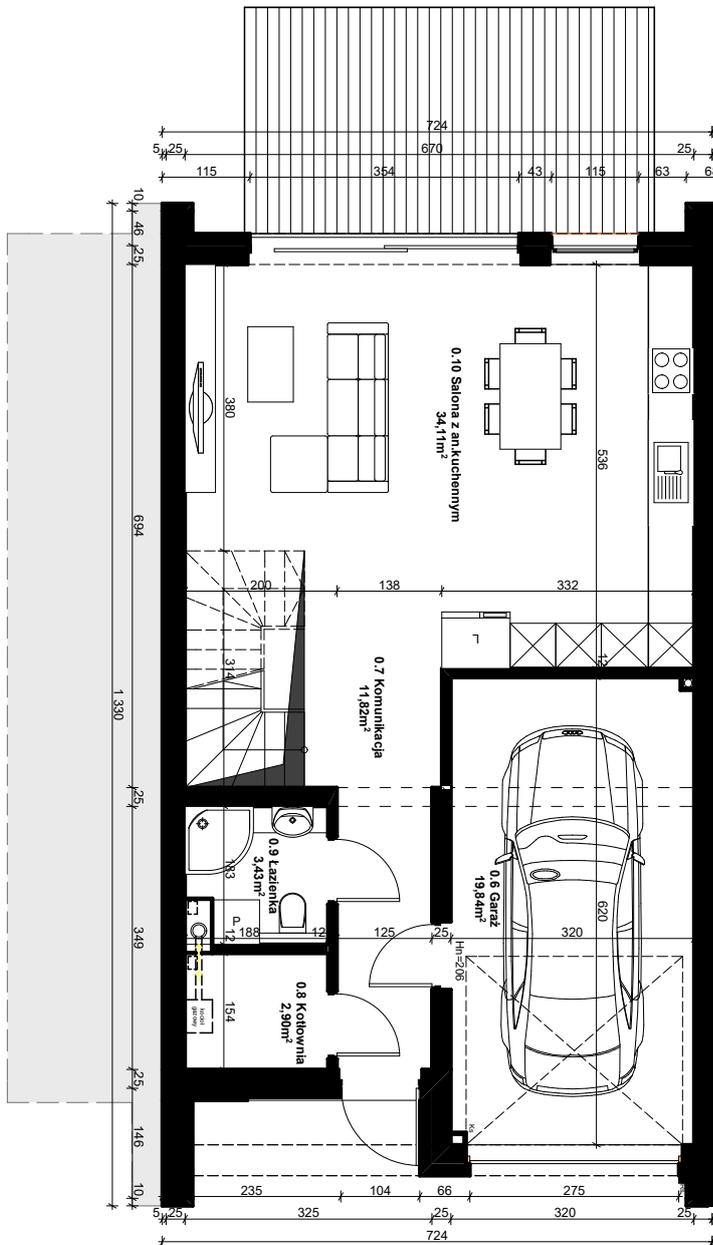 724
5 25 670 25
115 354 43 115 63
10
46
25
0.10 Salona z an.kuchennym
34,11m²
380
536
694
200 138 332
314
12
0.7 Komunikacja
11,82m²
1 330
25
0.9 Łazienka
3,43m²
183
0.6 Garaż
19,84m²
620
P
349
12
188 12 125 25 320
Hn=206
0.8 Kotłownia
2,90m²
154
kocioł
gazowy
25
Ks
146
10
235 104 66 275
5 25 325 25 320 25
724